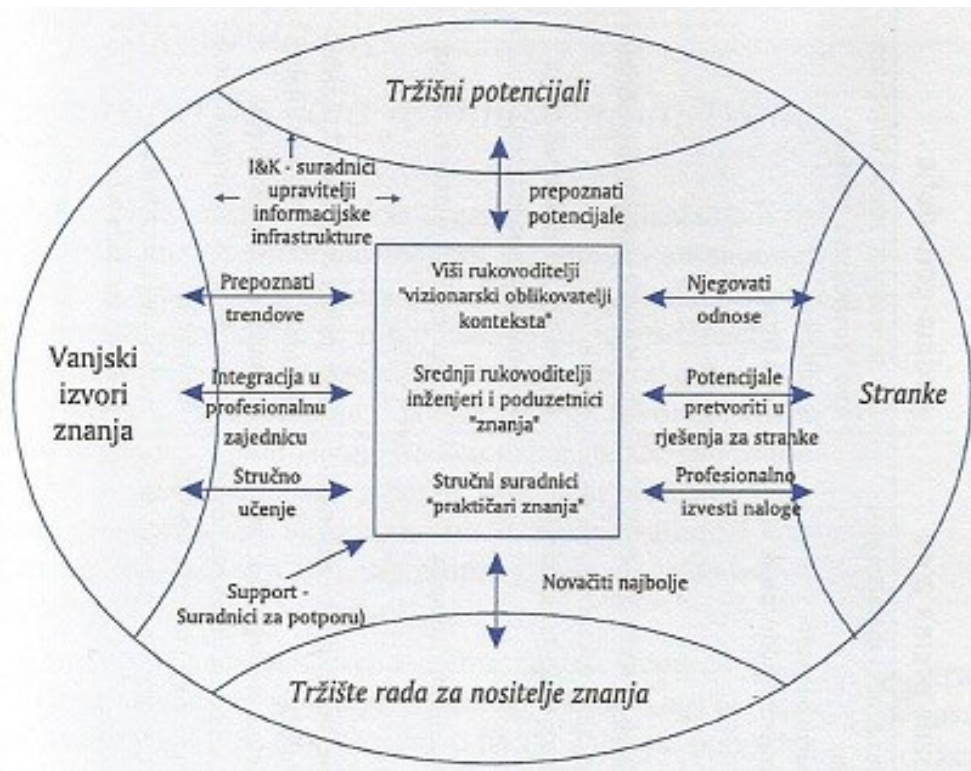 Tržišni potencijali
I&K - suradnici
upravitelji
informacijske
infrastrukture
prepoznati
potencijale
Vanjski
izvori
znanja
Prepoznati
trendove
Integracija u
profesionalnu
zajednicu
Stručno
učenje
Viši rukovoditelji
"vizionarski oblikovatelji
konteksta"
Srednji rukovoditelji
inženjeri i poduzetnici
"znanja"
Stručni suradnici
"praktičari znanja"
Njegovati
odnose
Potencijale
pretvoriti u
rješenja za stranke
Profesionalno
izvesti naloge
Stranke
Support -
Suradnici za potporu)
Novačiti najbolje
Tržište rada za nositelje znanja